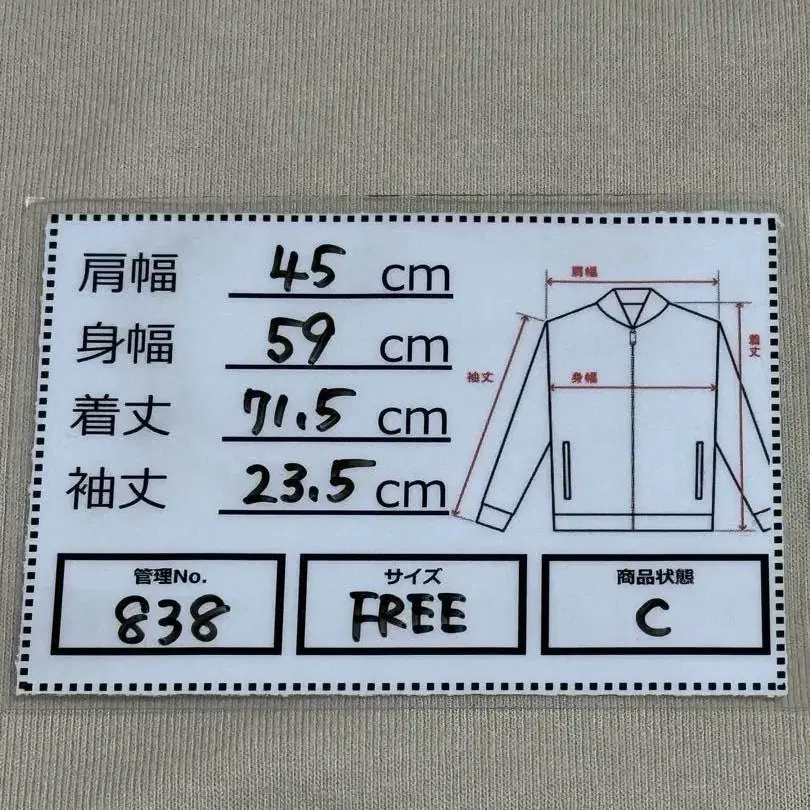 肩幅 45 cm
身幅 59 cm
着丈 71.5 cm
袖丈 23.5 cm
肩幅
袖丈
身幅
着丈
管理No.
838
サイズ
FREE
商品状態
C